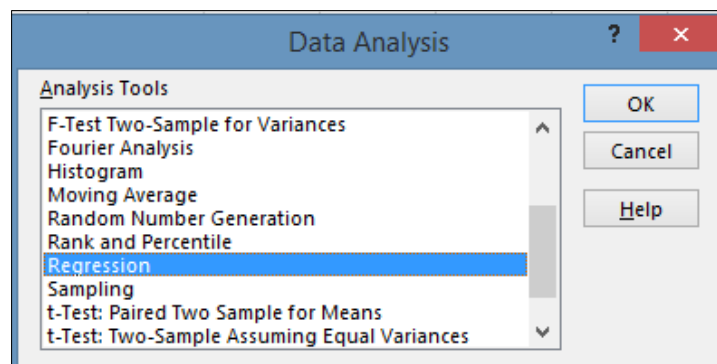 Data Analysis
?
×
Analysis Tools
F-Test Two-Sample for Variances
Fourier Analysis
Histogram
Moving Average
Random Number Generation
Rank and Percentile
Regression
Sampling
t-Test: Paired Two Sample for Means
t-Test: Two-Sample Assuming Equal Variances
OK
Cancel
Help